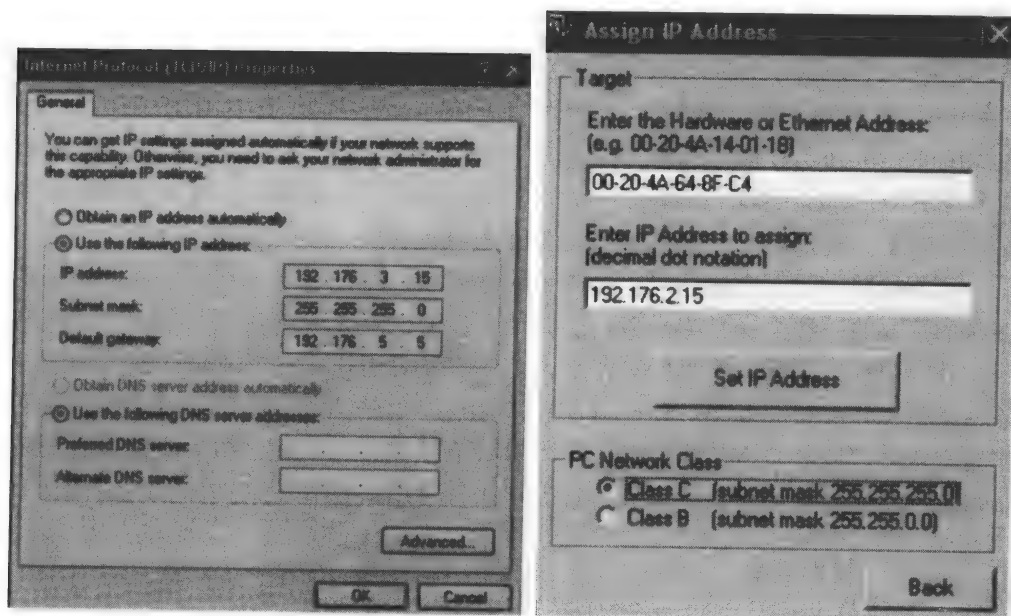 Internet Protocol (TCP/IP) Properties
General
You can get IP settings assigned automatically if your network supports
this capability. Otherwise, you need to ask your network administrator for
the appropriate IP settings.
Obtain an IP address automatically
Use the following IP address:
IP address:
192 . 176 . 3 . 15
Subnet mask:
255 . 255 . 255 . 0
Default gateway:
192 . 176 . 5 . 5
Obtain DNS server address automatically
Use the following DNS server addresses:
Preferred DNS server:
Alternate DNS server:
Advanced...
OK
Cancel
Assign IP Address
Target
Enter the Hardware or Ethernet Address:
(e.g. 00-20-4A-14-01-18)
00-20-4A-64-8F-C4
Enter IP Address to assign:
(decimal dot notation)
192.176.2.15
Set IP Address
PC Network Class
Class C (subnet mask 255.255.255.0)
Class B (subnet mask 255.255.0.0)
Back